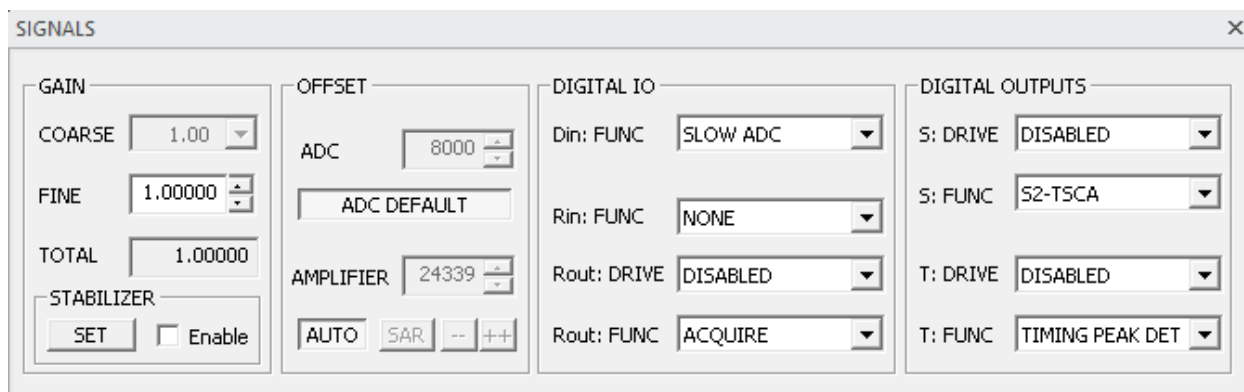 SIGNALS
GAIN
COARSE 1.00
FINE 1.00000
TOTAL 1.00000
STABILIZER
SET Enable
OFFSET
ADC 8000
ADC DEFAULT
AMPLIFIER 24339
AUTO SAR -- ++
DIGITAL IO
Din: FUNC SLOW ADC
Rin: FUNC NONE
Rout: DRIVE DISABLED
Rout: FUNC ACQUIRE
DIGITAL OUTPUTS
S: DRIVE DISABLED
S: FUNC S2-TSCA
T: DRIVE DISABLED
T: FUNC TIMING PEAK DET